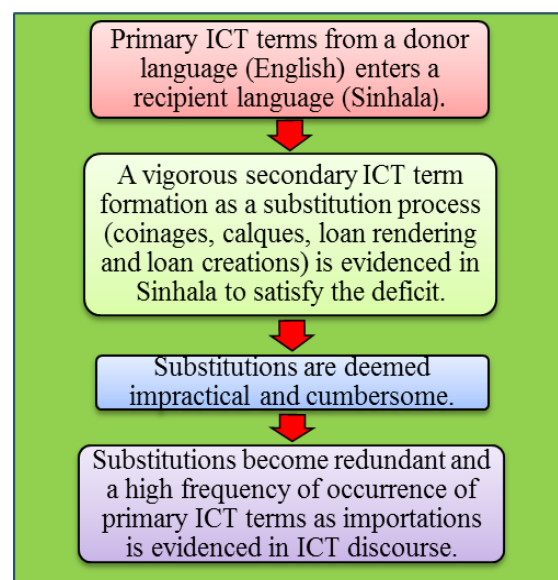 Primary ICT terms from a donor
language (English) enters a
recipient language (Sinhala).
A vigorous secondary ICT term
formation as a substitution process
(coinages, calques, loan rendering
and loan creations) is evidenced in
Sinhala to satisfy the deficit.
Substitutions are deemed
impractical and cumbersome.
Substitutions become redundant and
a high frequency of occurrence of
primary ICT terms as importations
is evidenced in ICT discourse.